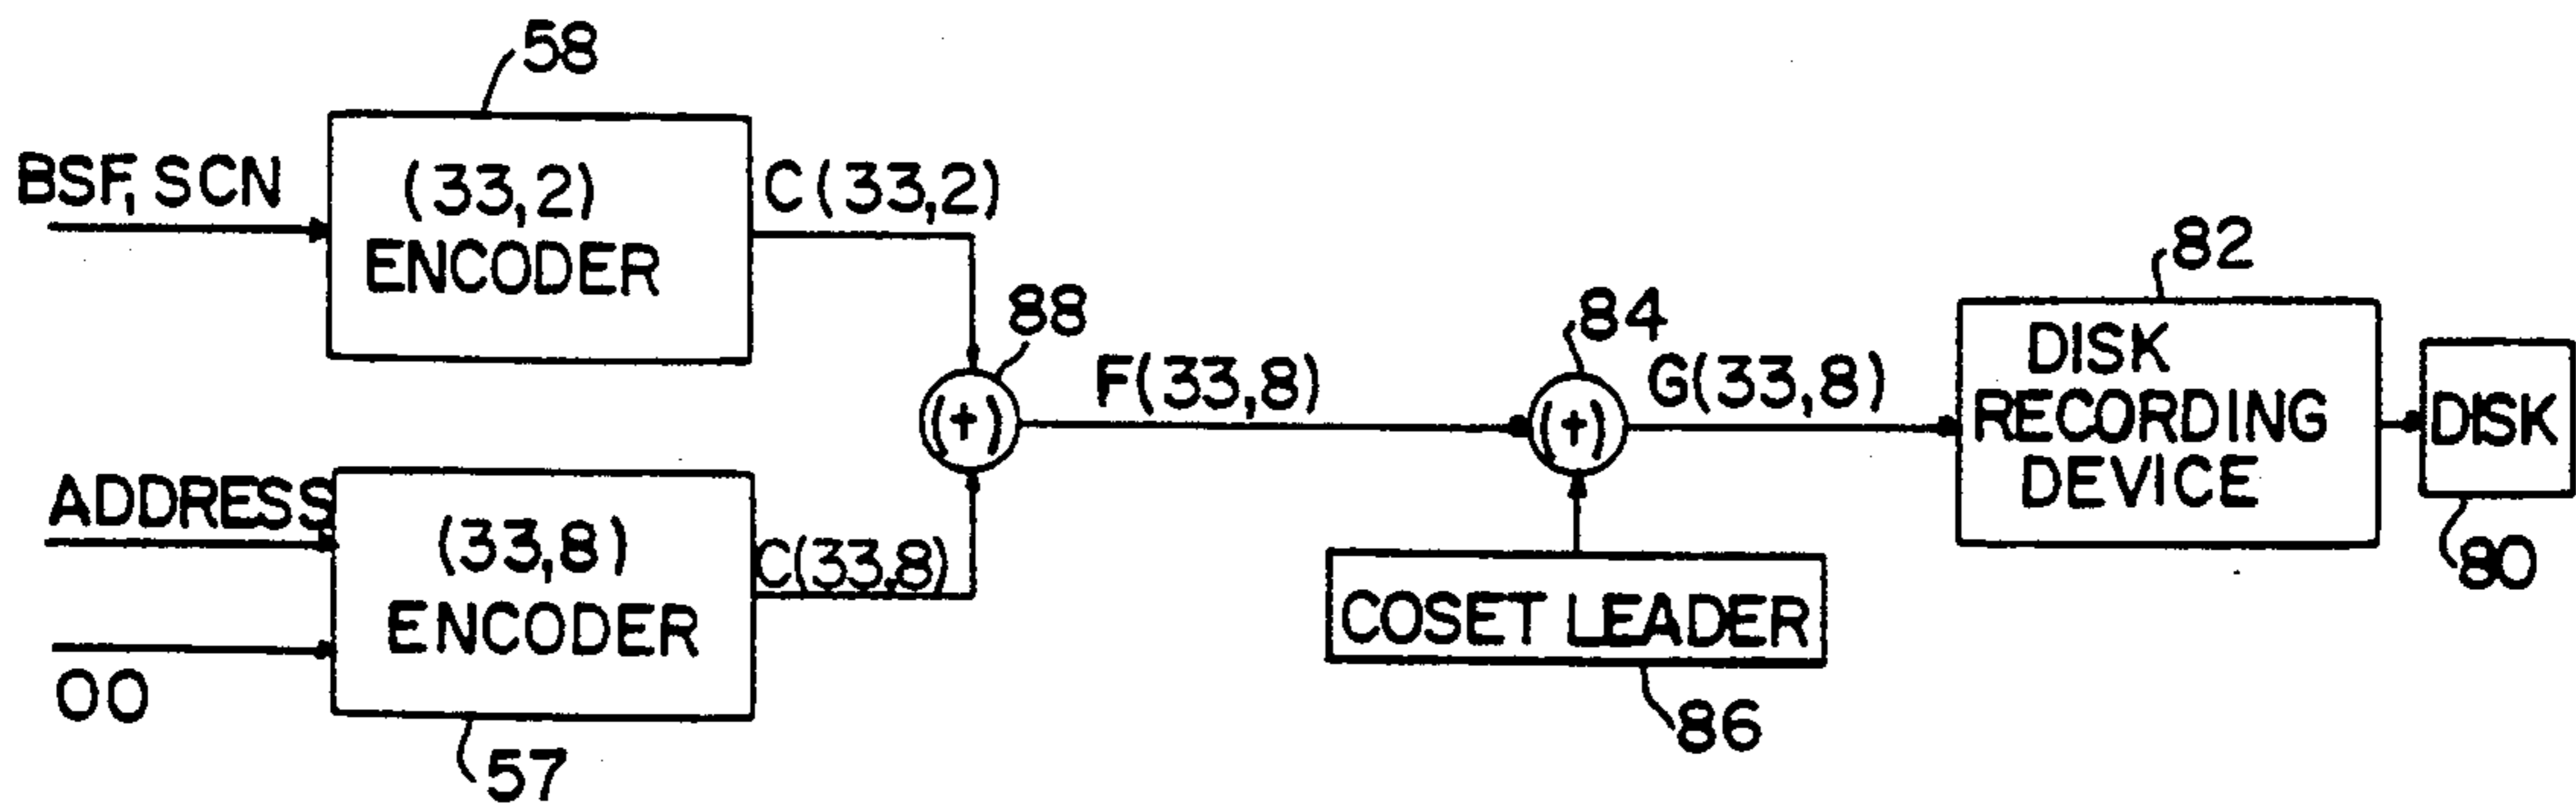 58
BSF, SCN
(33,2)
ENCODER
C(33,2)
88
ADDRESS
00
(33,8)
ENCODER
C(33,8)
57
(+)
F(33,8)
84
(+)
G(33,8)
COSET LEADER
86
82
DISK
RECORDING
DEVICE
DISK
80